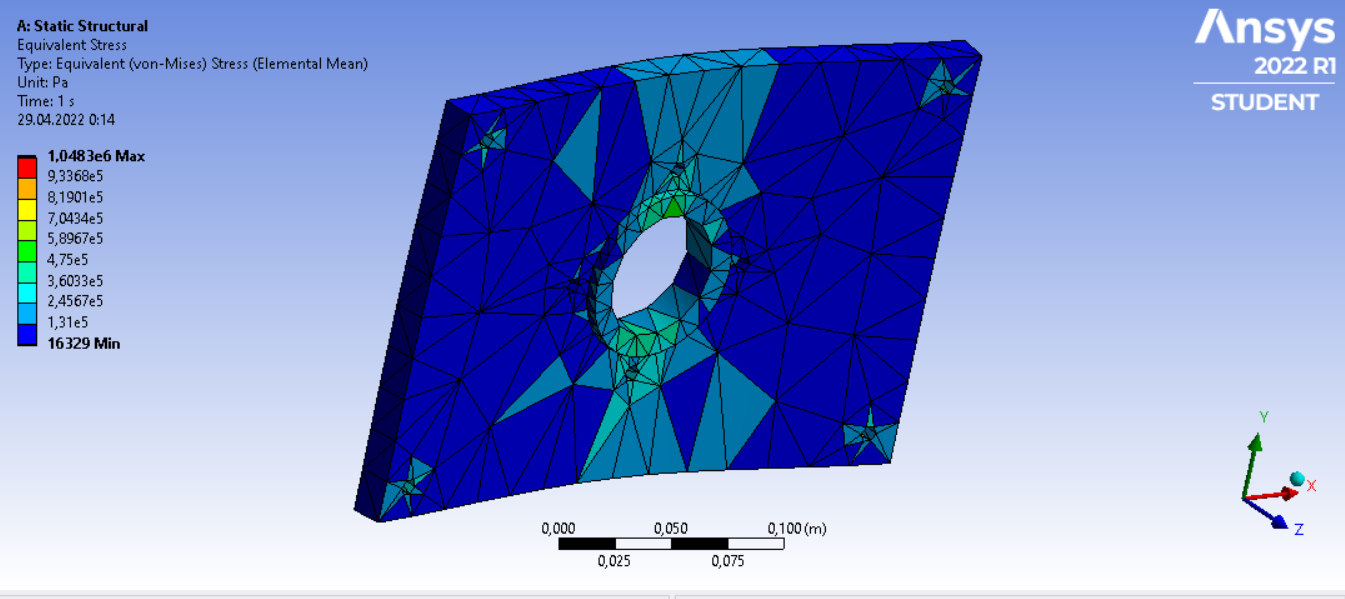 A: Static Structural
Equivalent Stress
Type: Equivalent (von-Mises) Stress (Elemental Mean)
Unit: Pa
Time: 1 s
29.04.2022 0:14
1,0483e6 Max
9,3368e5
8,1901e5
7,0434e5
5,8967e5
4,75e5
3,6033e5
2,4567e5
1,31e5
16329 Min
Ansys
2022 R1
STUDENT
0,000 0,050 0,100 (m)
0,025 0,075
Y
X
Z